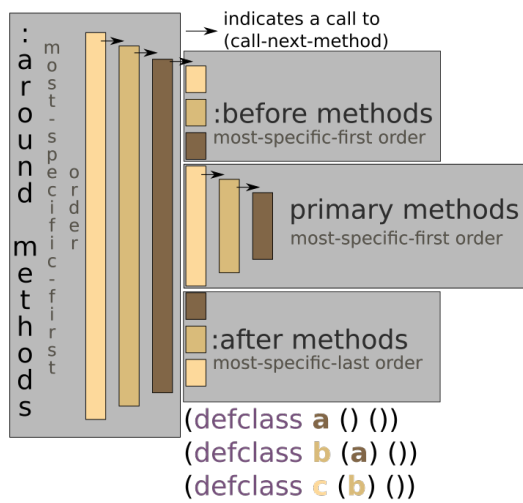 :around methods
most-specific-first
order
indicates a call to
(call-next-method)
:before methods
most-specific-first order
primary methods
most-specific-first order
:after methods
most-specific-last order
(defclass a () ())
(defclass b (a) ())
(defclass c (b) ())